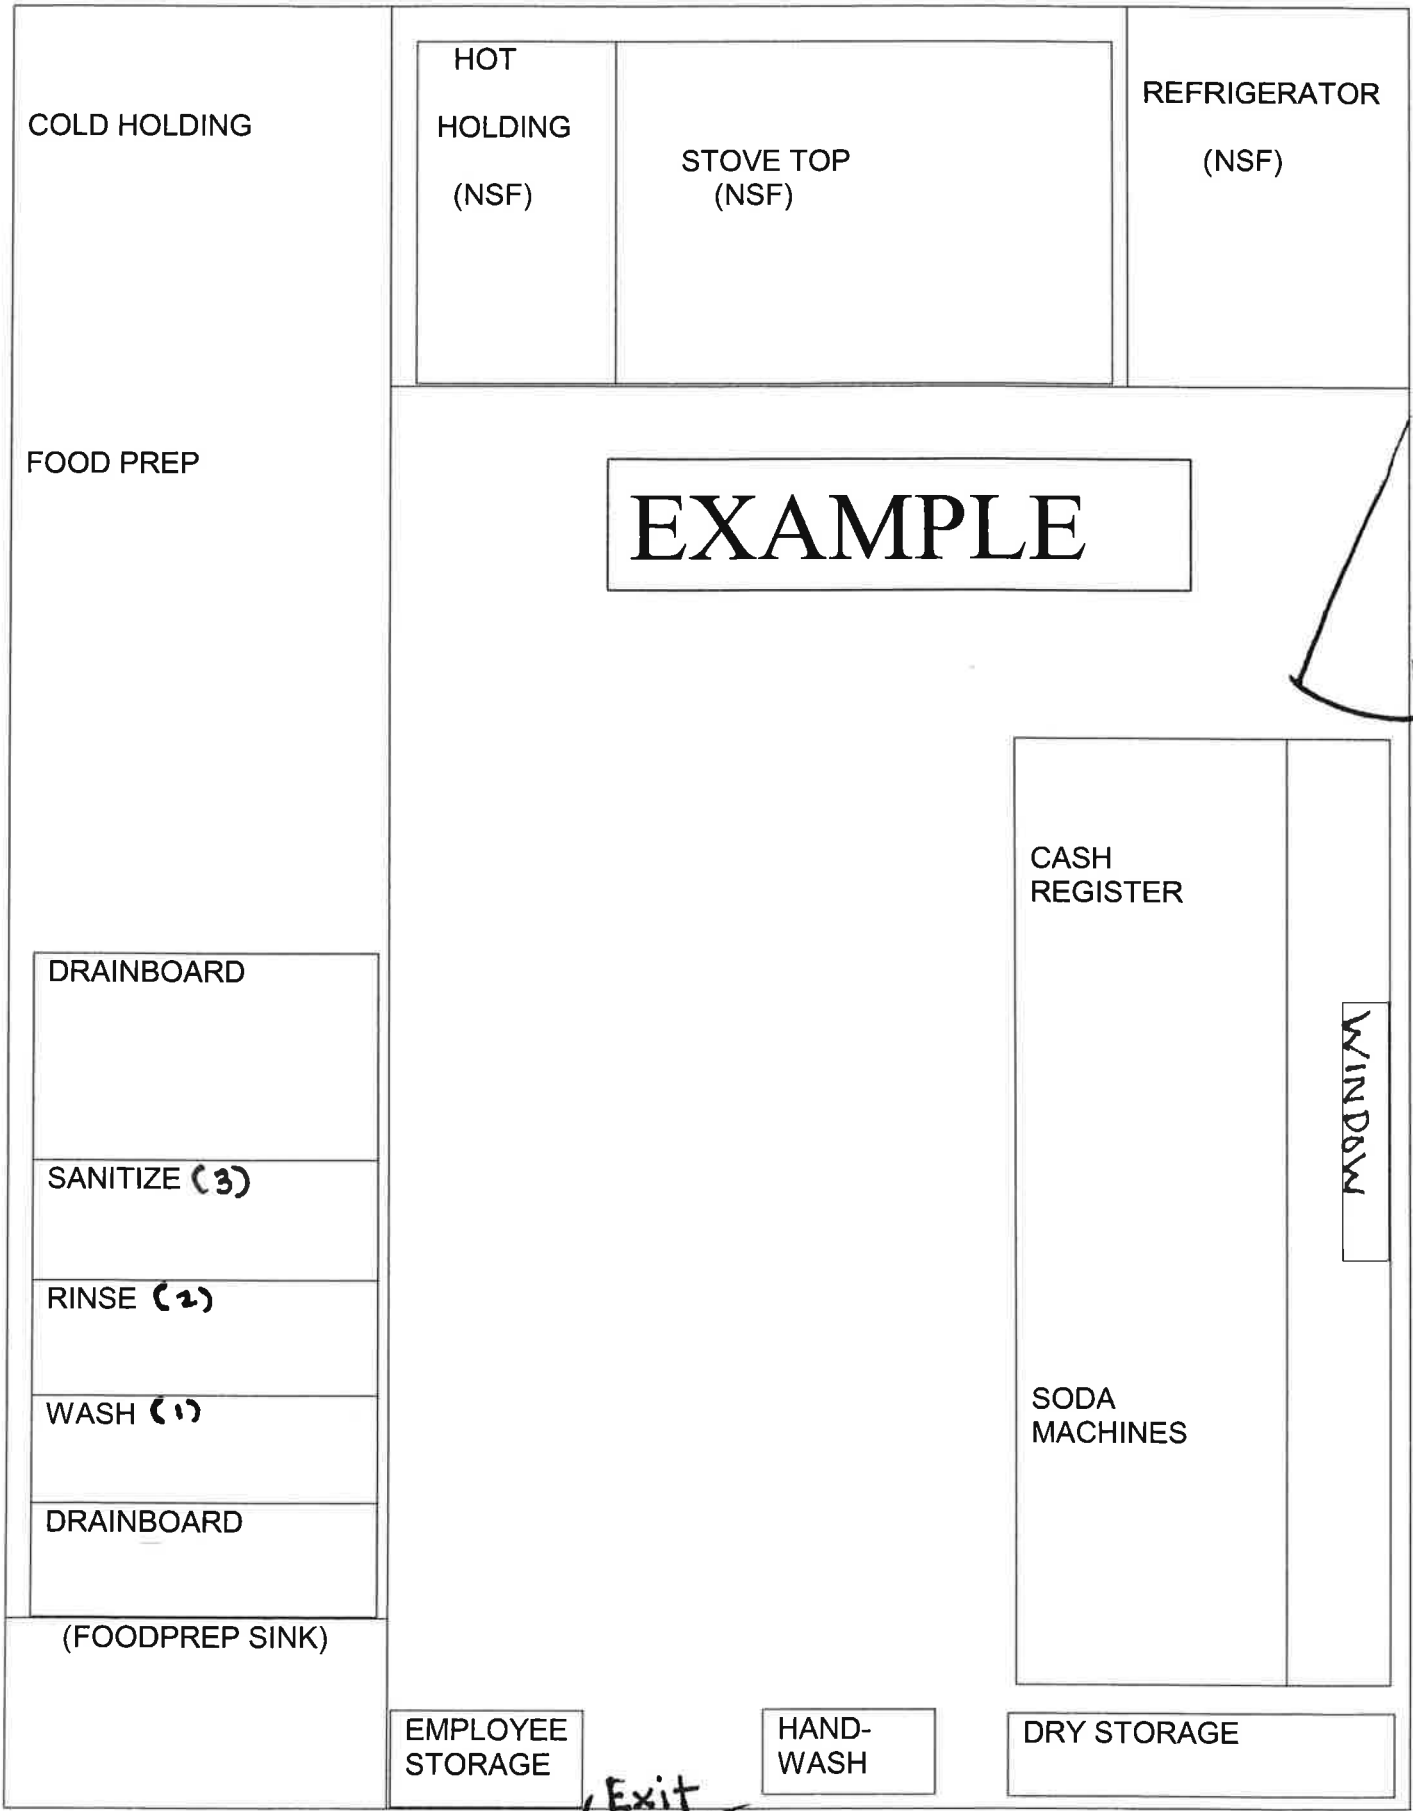 COLD HOLDING
HOT
HOLDING
(NSF)
STOVE TOP
(NSF)
REFRIGERATOR
(NSF)
FOOD PREP
EXAMPLE
CASH
REGISTER
WINDOW
SODA
MACHINES
DRAINBOARD
SANITIZE (3)
RINSE (2)
WASH (1)
DRAINBOARD
(FOODPREP SINK)
EMPLOYEE
STORAGE
Exit
HAND-
WASH
DRY STORAGE